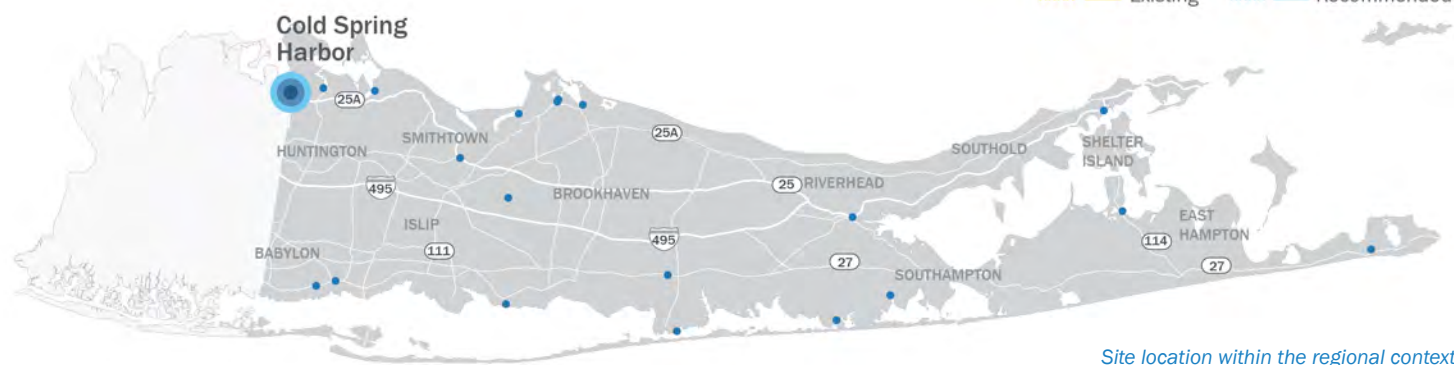 Existing
Recommended
Cold Spring
Harbor
25A
SMITHTOWN
25A
HUNTINGTON
SOUTHOLD
SHELTER
ISLAND
495
BROOKHAVEN
25
RIVERHEAD
ISLIP
EAST
HAMPTON
BABYLON
111
495
114
27
27
SOUTHAMPTON
Site location within the regional context